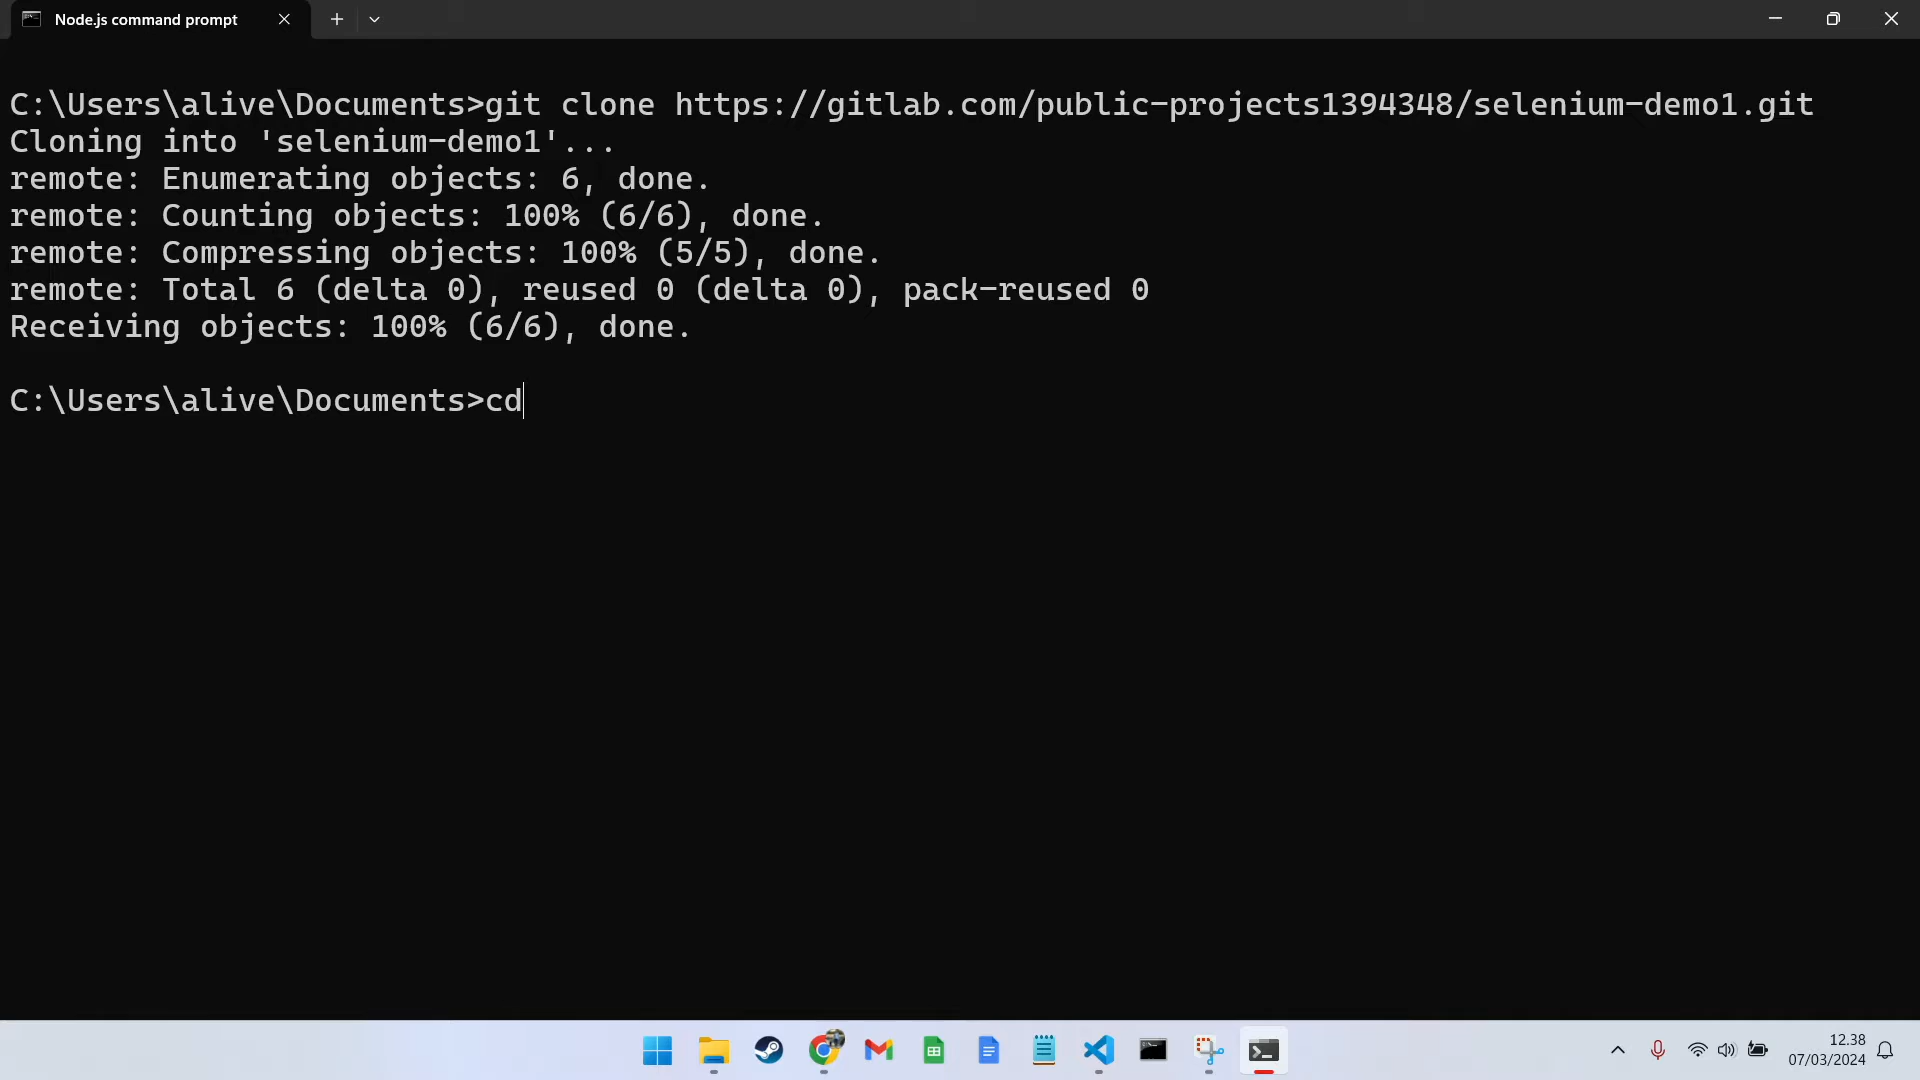 Node.js command prompt
C:\Users\alive\Documents>git clone https://gitlab.com/public-projects1394348/selenium-demo1.git
Cloning into 'selenium-demo1'...
remote: Enumerating objects: 6, done.
remote: Counting objects: 100% (6/6), done.
remote: Compressing objects: 100% (5/5), done.
remote: Total 6 (delta 0), reused 0 (delta 0), pack-reused 0
Receiving objects: 100% (6/6), done.
C:\Users\alive\Documents>cd
12.38
07/03/2024